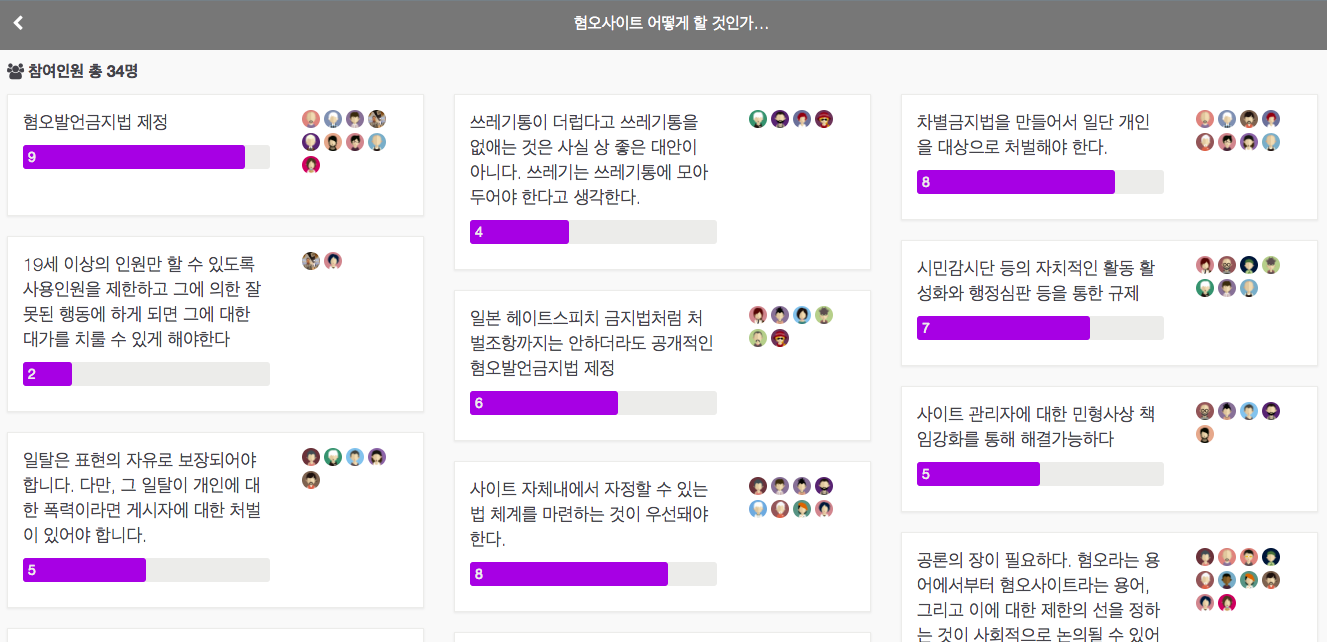 혐오사이트 어떻게 할 것인가...
참여인원 총 34명
혐오발언금지법 제정
9
19세 이상의 인원만 할 수 있도록
사용인원을 제한하고 그에 의한 잘
못된 행동에 하게 되면 그에 대한
대가를 치룰 수 있게 해야한다
2
일탈은 표현의 자유로 보장되어야
합니다. 다만, 그 일탈이 개인에 대
한 폭력이라면 게시자에 대한 처벌
이 있어야 합니다.
5
쓰레기통이 더럽다고 쓰레기통을
없애는 것은 사실 상 좋은 대안이
아니다. 쓰레기는 쓰레기통에 모아
두어야 한다고 생각한다.
4
일본 헤이트스피치 금지법처럼 처
벌조항까지는 안하더라도 공개적인
혐오발언금지법 제정
6
사이트 자체내에서 자정할 수 있는
법 체계를 마련하는 것이 우선돼야
한다.
8
차별금지법을 만들어서 일단 개인
을 대상으로 처벌해야 한다.
8
시민감시단 등의 자치적인 활동 활
성화와 행정심판 등을 통한 규제
7
사이트 관리자에 대한 민형사상 책
임강화를 통해 해결가능하다
5
공론의 장이 필요하다. 혐오라는 용
어에서부터 혐오사이트라는 용어,
그리고 이에 대한 제한의 선을 정하
는 것이 사회적으로 논의될 수 있어